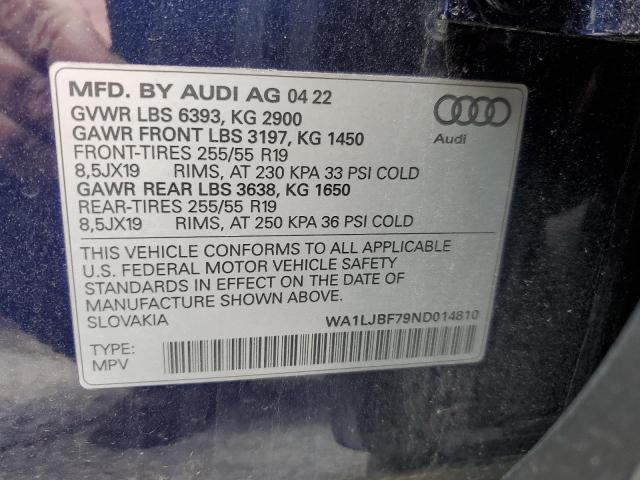 MFD. BY AUDI AG 04 22
GVWR LBS 6393, KG 2900
GAWR FRONT LBS 3197, KG 1450
FRONT-TIRES 255/55 R19
8,5JX19 RIMS, AT 230 KPA 33 PSI COLD
GAWR REAR LBS 3638, KG 1650
REAR-TIRES 255/55 R19
8,5JX19 RIMS, AT 250 KPA 36 PSI COLD
Audi
THIS VEHICLE CONFORMS TO ALL APPLICABLE
U.S. FEDERAL MOTOR VEHICLE SAFETY
STANDARDS IN EFFECT ON THE DATE OF
MANUFACTURE SHOWN ABOVE.
SLOVAKIA WA1LJBF79ND014810
TYPE:
MPV